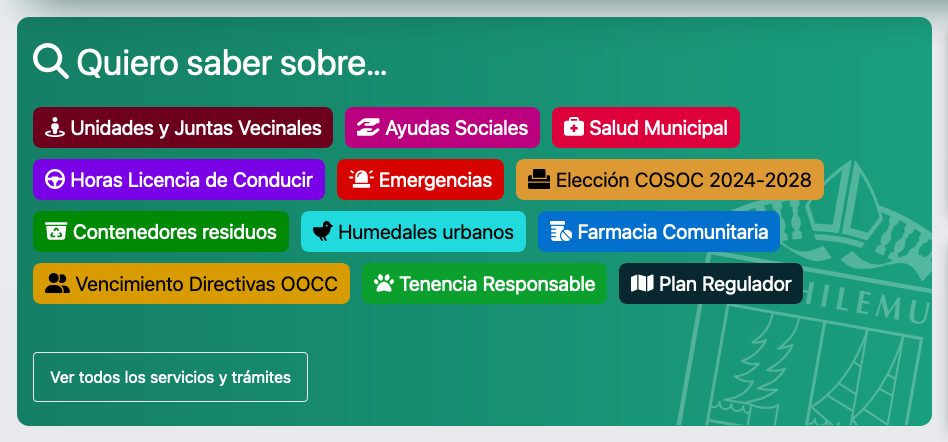 Quiero saber sobre...
Unidades y Juntas Vecinales Ayudas Sociales Salud Municipal
Horas Licencia de Conducir Emergencias Elección COSOC 2024-2028
Contenedores residuos Humedales urbanos Farmacia Comunitaria
Vencimiento Directivas OOCC Tenencia Responsable Plan Regulador
HILEMU
Ver todos los servicios y trámites